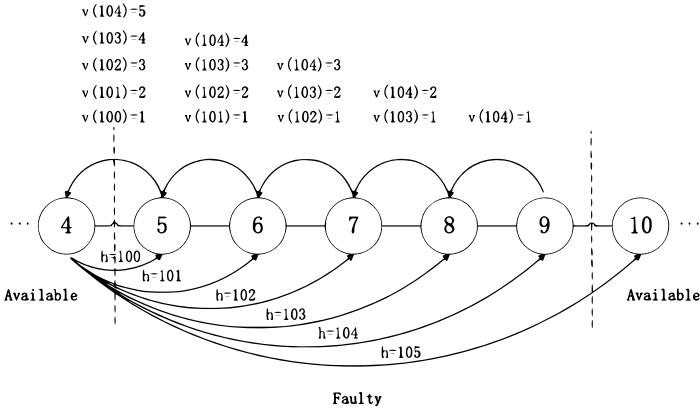 v(104)=5
v(103)=4 v(104)=4
v(102)=3 v(103)=3 v(104)=3
v(101)=2 v(102)=2 v(103)=2 v(104)=2
v(100)=1 v(101)=1 v(102)=1 v(103)=1 v(104)=1
··· 4 5 6 7 8 9 10 ···
h=100
h=101
h=102
h=103
h=104
h=105
Available Available
Faulty